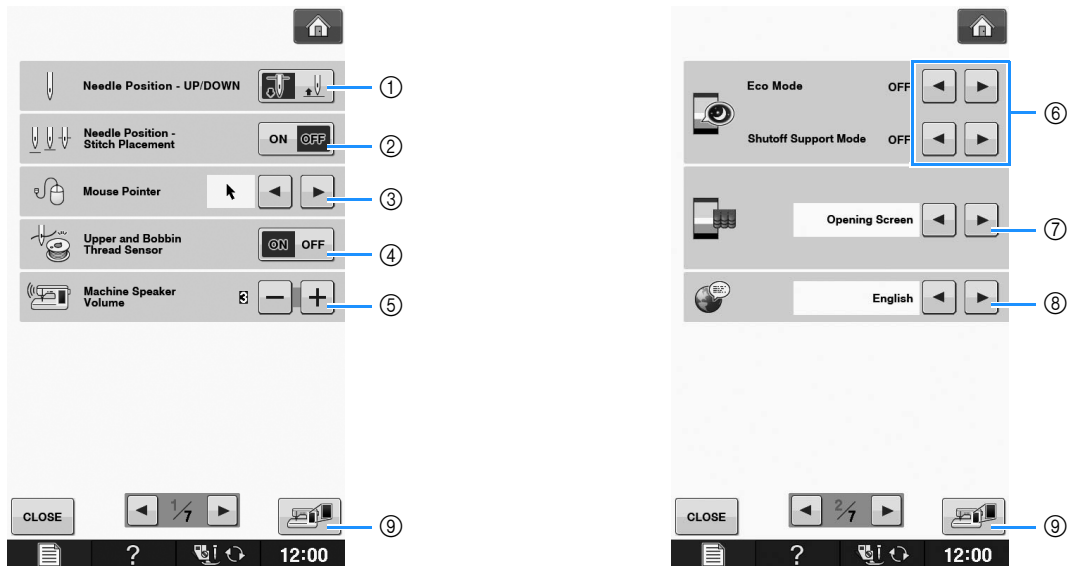 Needle Position - UP/DOWN
①
Needle Position -
Stitch Placement
ON OFF
②
Mouse Pointer
③
Upper and Bobbin
Thread Sensor
ON OFF
④
Machine Speaker
Volume
3
⑤
CLOSE
1/7
⑨
?
12:00
Eco Mode OFF
⑥
Shutoff Support Mode OFF
Opening Screen
⑦
English
⑧
CLOSE
2/7
⑨
?
12:00